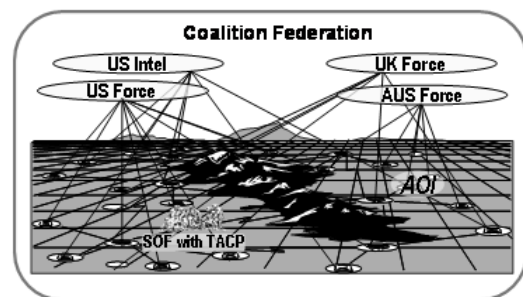 Coalition Federation
US Intel
UK Force
US Force
AUS Force
AOI
SOF with TACP